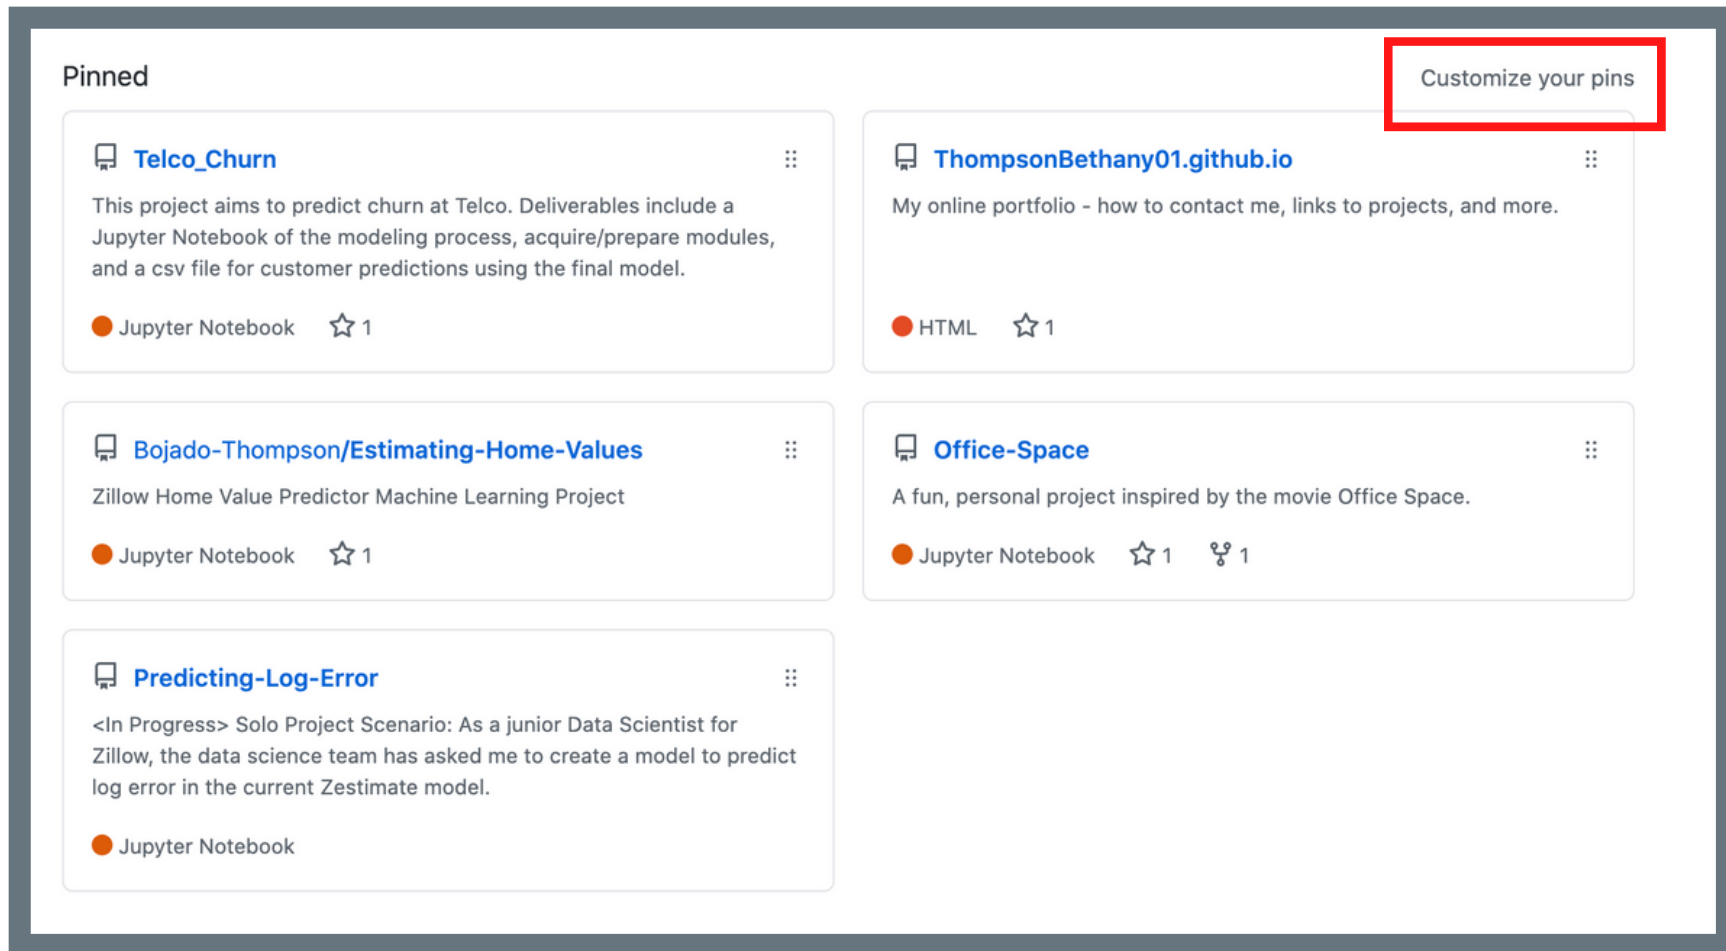 Pinned
Customize your pins
Telco_Churn
This project aims to predict churn at Telco. Deliverables include a
Jupyter Notebook of the modeling process, acquire/prepare modules,
and a csv file for customer predictions using the final model.
Jupyter Notebook 1
ThompsonBethany01.github.io
My online portfolio - how to contact me, links to projects, and more.
HTML 1
Bojado-Thompson/Estimating-Home-Values
Zillow Home Value Predictor Machine Learning Project
Jupyter Notebook 1
Office-Space
A fun, personal project inspired by the movie Office Space.
Jupyter Notebook 1 1
Predicting-Log-Error
<In Progress> Solo Project Scenario: As a junior Data Scientist for
Zillow, the data science team has asked me to create a model to predict
log error in the current Zestimate model.
Jupyter Notebook